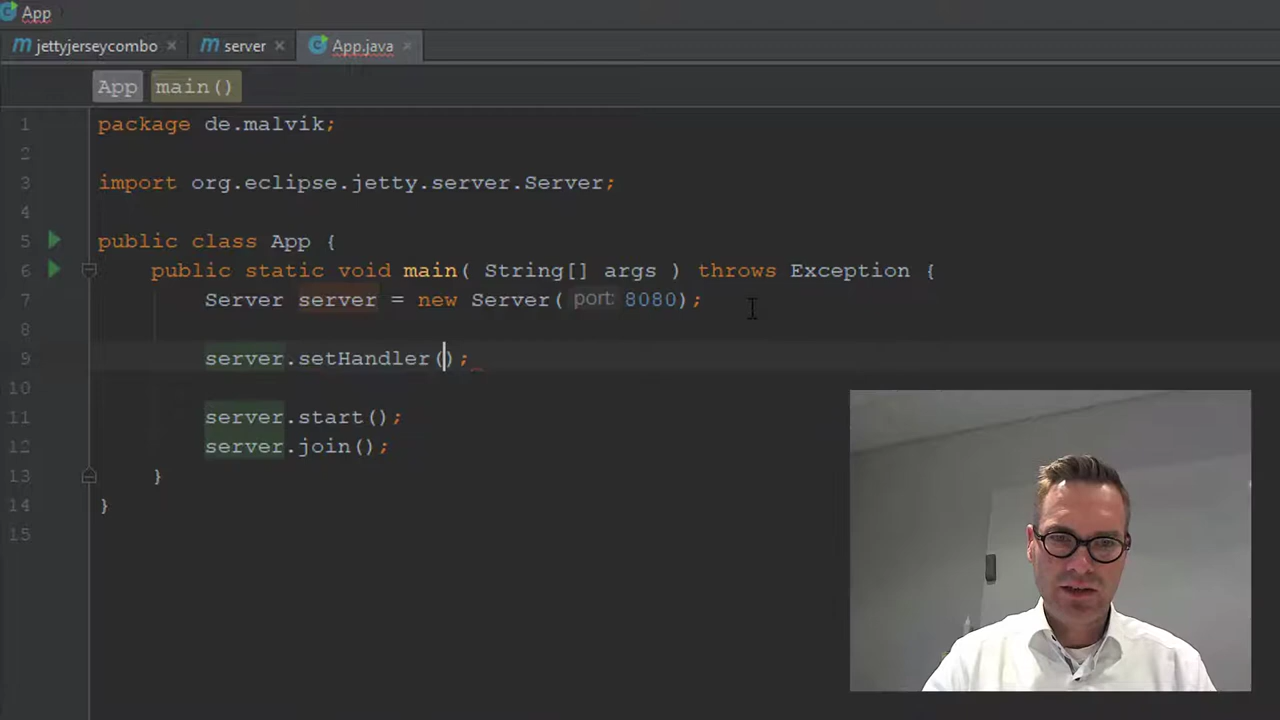 App
jettyjerseycombo
server
App.java
App
main()
1 package de.malvik;
2
3 import org.eclipse.jetty.server.Server;
4
5 public class App {
6 public static void main( String[] args ) throws Exception {
7 Server server = new Server( port: 8080);
8
9 server.setHandler();
10
11 server.start();
12 server.join();
13 }
14 }
15